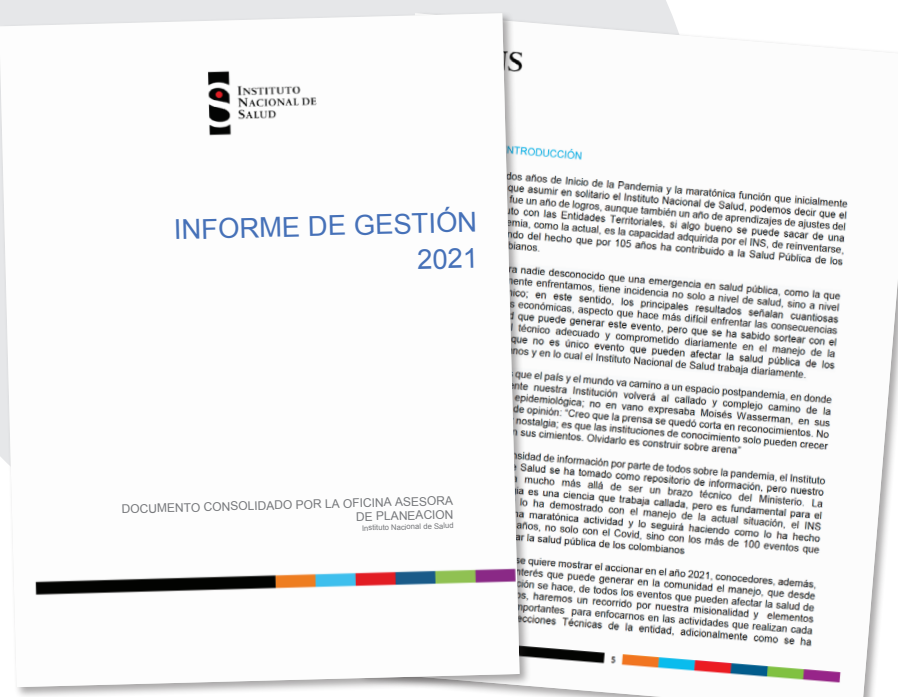 INSTITUTO
NACIONAL DE
SALUD
INFORME DE GESTIÓN
2021
DOCUMENTO CONSOLIDADO POR LA OFICINA ASESORA
DE PLANEACION
Instituto Nacional de Salud
NTRODUCCIÓN
dos años de Inicio de la Pandemia y la maratónica función que inicialmente
que asumir en solitario el Instituto Nacional de Salud, podemos decir que el
fue un año de logros, aunque también un año de aprendizajes de ajustes del
con las Entidades Territoriales, si algo bueno se puede sacar de una
como la actual, es la capacidad adquirida por el INS, de reinventarse,
del hecho que por 105 años ha contribuido a la Salud Pública de los
nadie desconocido que una emergencia en salud pública, como la que
enfrentamos, tiene incidencia no solo a nivel de salud, sino a nivel
en este sentido, los principales resultados señalan cuantiosas
económicas, aspecto que hace más difícil enfrentar las consecuencias
que puede generar este evento, pero que se ha sabido sortear con el
técnico adecuado y comprometido diariamente en el manejo de la
que no es único evento que pueden afectar la salud pública de los
y en lo cual el Instituto Nacional de Salud trabaja diariamente.
que el país y el mundo va camino a un espacio postpandemia, en donde
nuestra Institución volverá al callado y complejo camino de la
epidemiológica; no en vano expresaba Moisés Wasserman, en sus
de opinión: "Creo que la prensa se quedó corta en reconocimientos. No
nostalgia; es que las instituciones de conocimiento solo pueden crecer
sus cimientos. Olvidarlo es construir sobre arena"
de información por parte de todos sobre la pandemia, el Instituto
Salud se ha tomado como repositorio de información, pero nuestro
mucho más allá de ser un brazo técnico del Ministerio. La
es una ciencia que trabaja callada, pero es fundamental para el
lo ha demostrado con el manejo de la actual situación, el INS
maratónica actividad y lo seguirá haciendo como lo ha hecho
años, no solo con el Covid, sino con los más de 100 eventos que
la salud pública de los colombianos
se quiere mostrar el accionar en el año 2021, conocedores, además,
que puede generar en la comunidad el manejo, que desde
se hace, de todos los eventos que pueden afectar la salud de
haremos un recorrido por nuestra misionalidad y elementos
para enfocarnos en las actividades que realizan cada
Técnicas de la entidad, adicionalmente como se ha
5